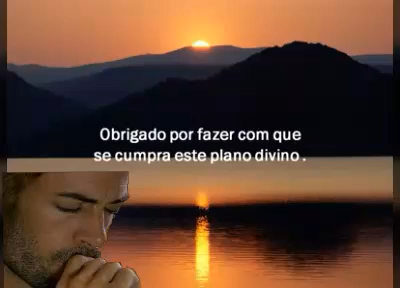 Obrigado por fazer com que
se cumpra este plano divino .